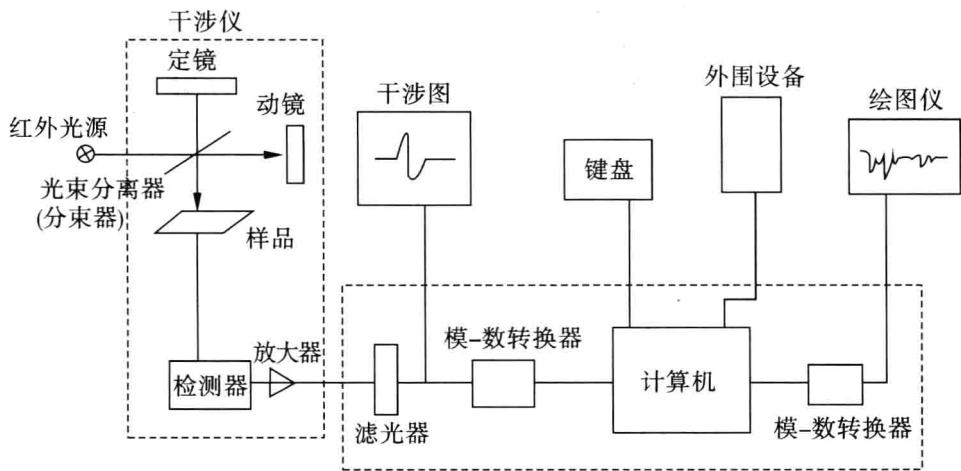 干涉仪
定镜
动镜
红外光源
光束分离器
(分束器)
样品
检测器
放大器
干涉图
键盘
外围设备
绘图仪
滤光器
模-数转换器
计算机
模-数转换器